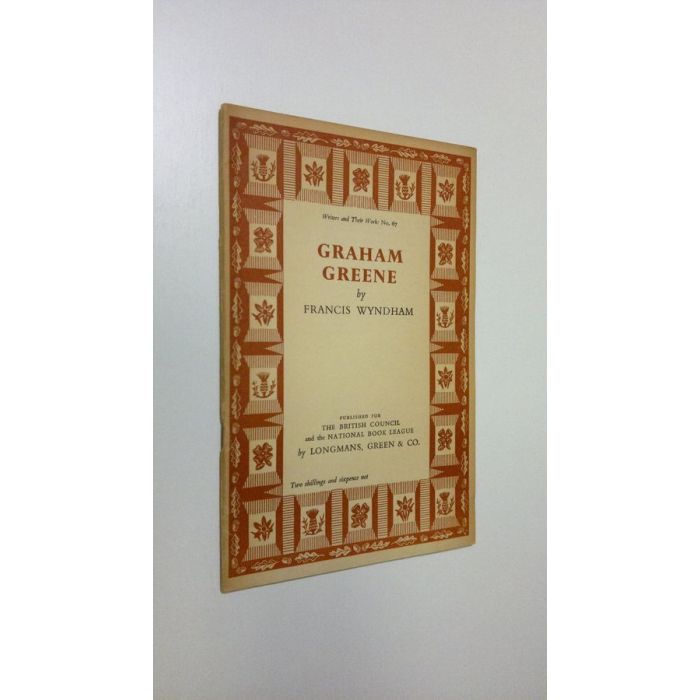 Writers and Their Work: No. 67
GRAHAM
GREENE
by
FRANCIS WYNDHAM
PUBLISHED FOR
THE BRITISH COUNCIL
and the NATIONAL BOOK LEAGUE
by LONGMANS, GREEN & CO.
Two shillings and sixpence net